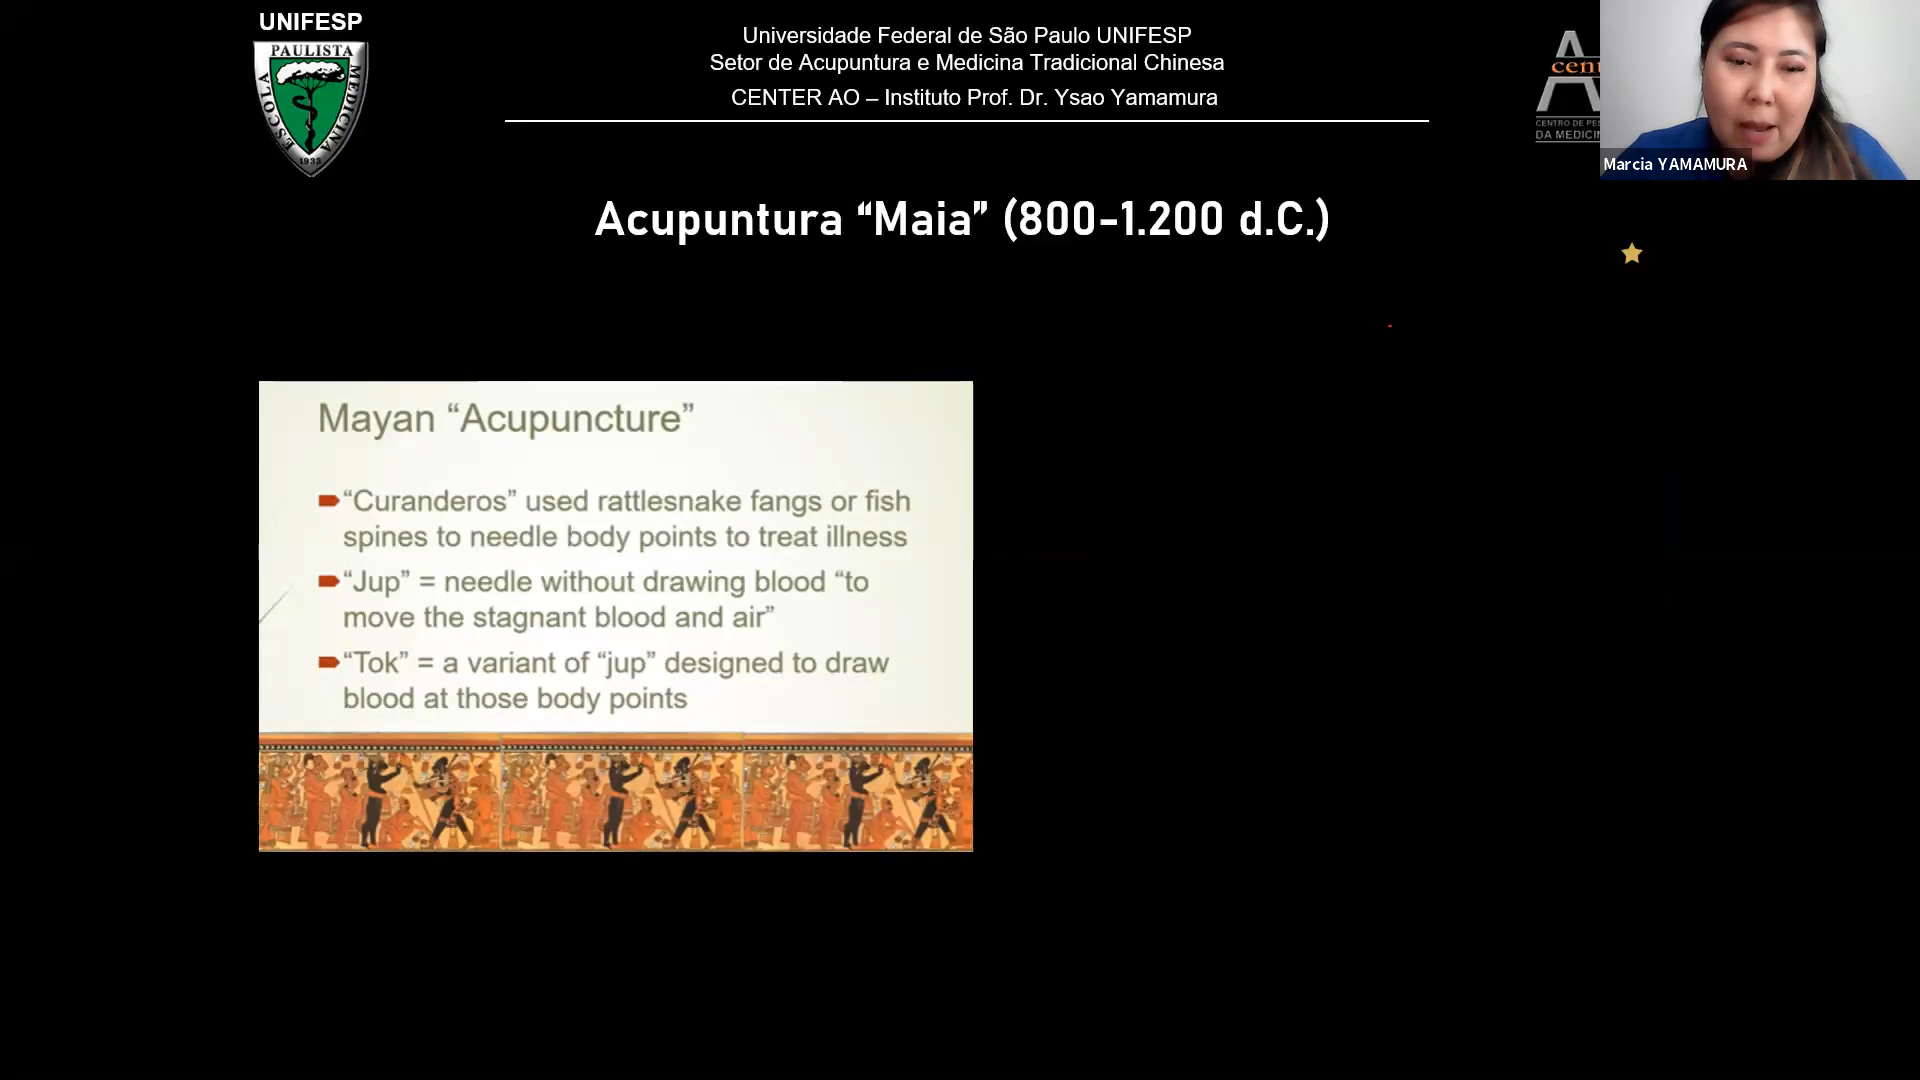 UNIFESP
PAULISTA
ESCOLA
MEDICINA
1933
Universidade Federal de São Paulo UNIFESP
Setor de Acupuntura e Medicina Tradicional Chinesa
CENTER AO – Instituto Prof. Dr. Ysao Yamamura
CENTRO DE
DA
Marcia YAMAMURA
Acupuntura “Maia” (800-1.200 d.C.)
Mayan “Acupuncture”
“Curanderos” used rattlesnake fangs or fish
spines to needle body points to treat illness
“Jup” = needle without drawing blood “to
move the stagnant blood and air”
“Tok” = a variant of “jup” designed to draw
blood at those body points